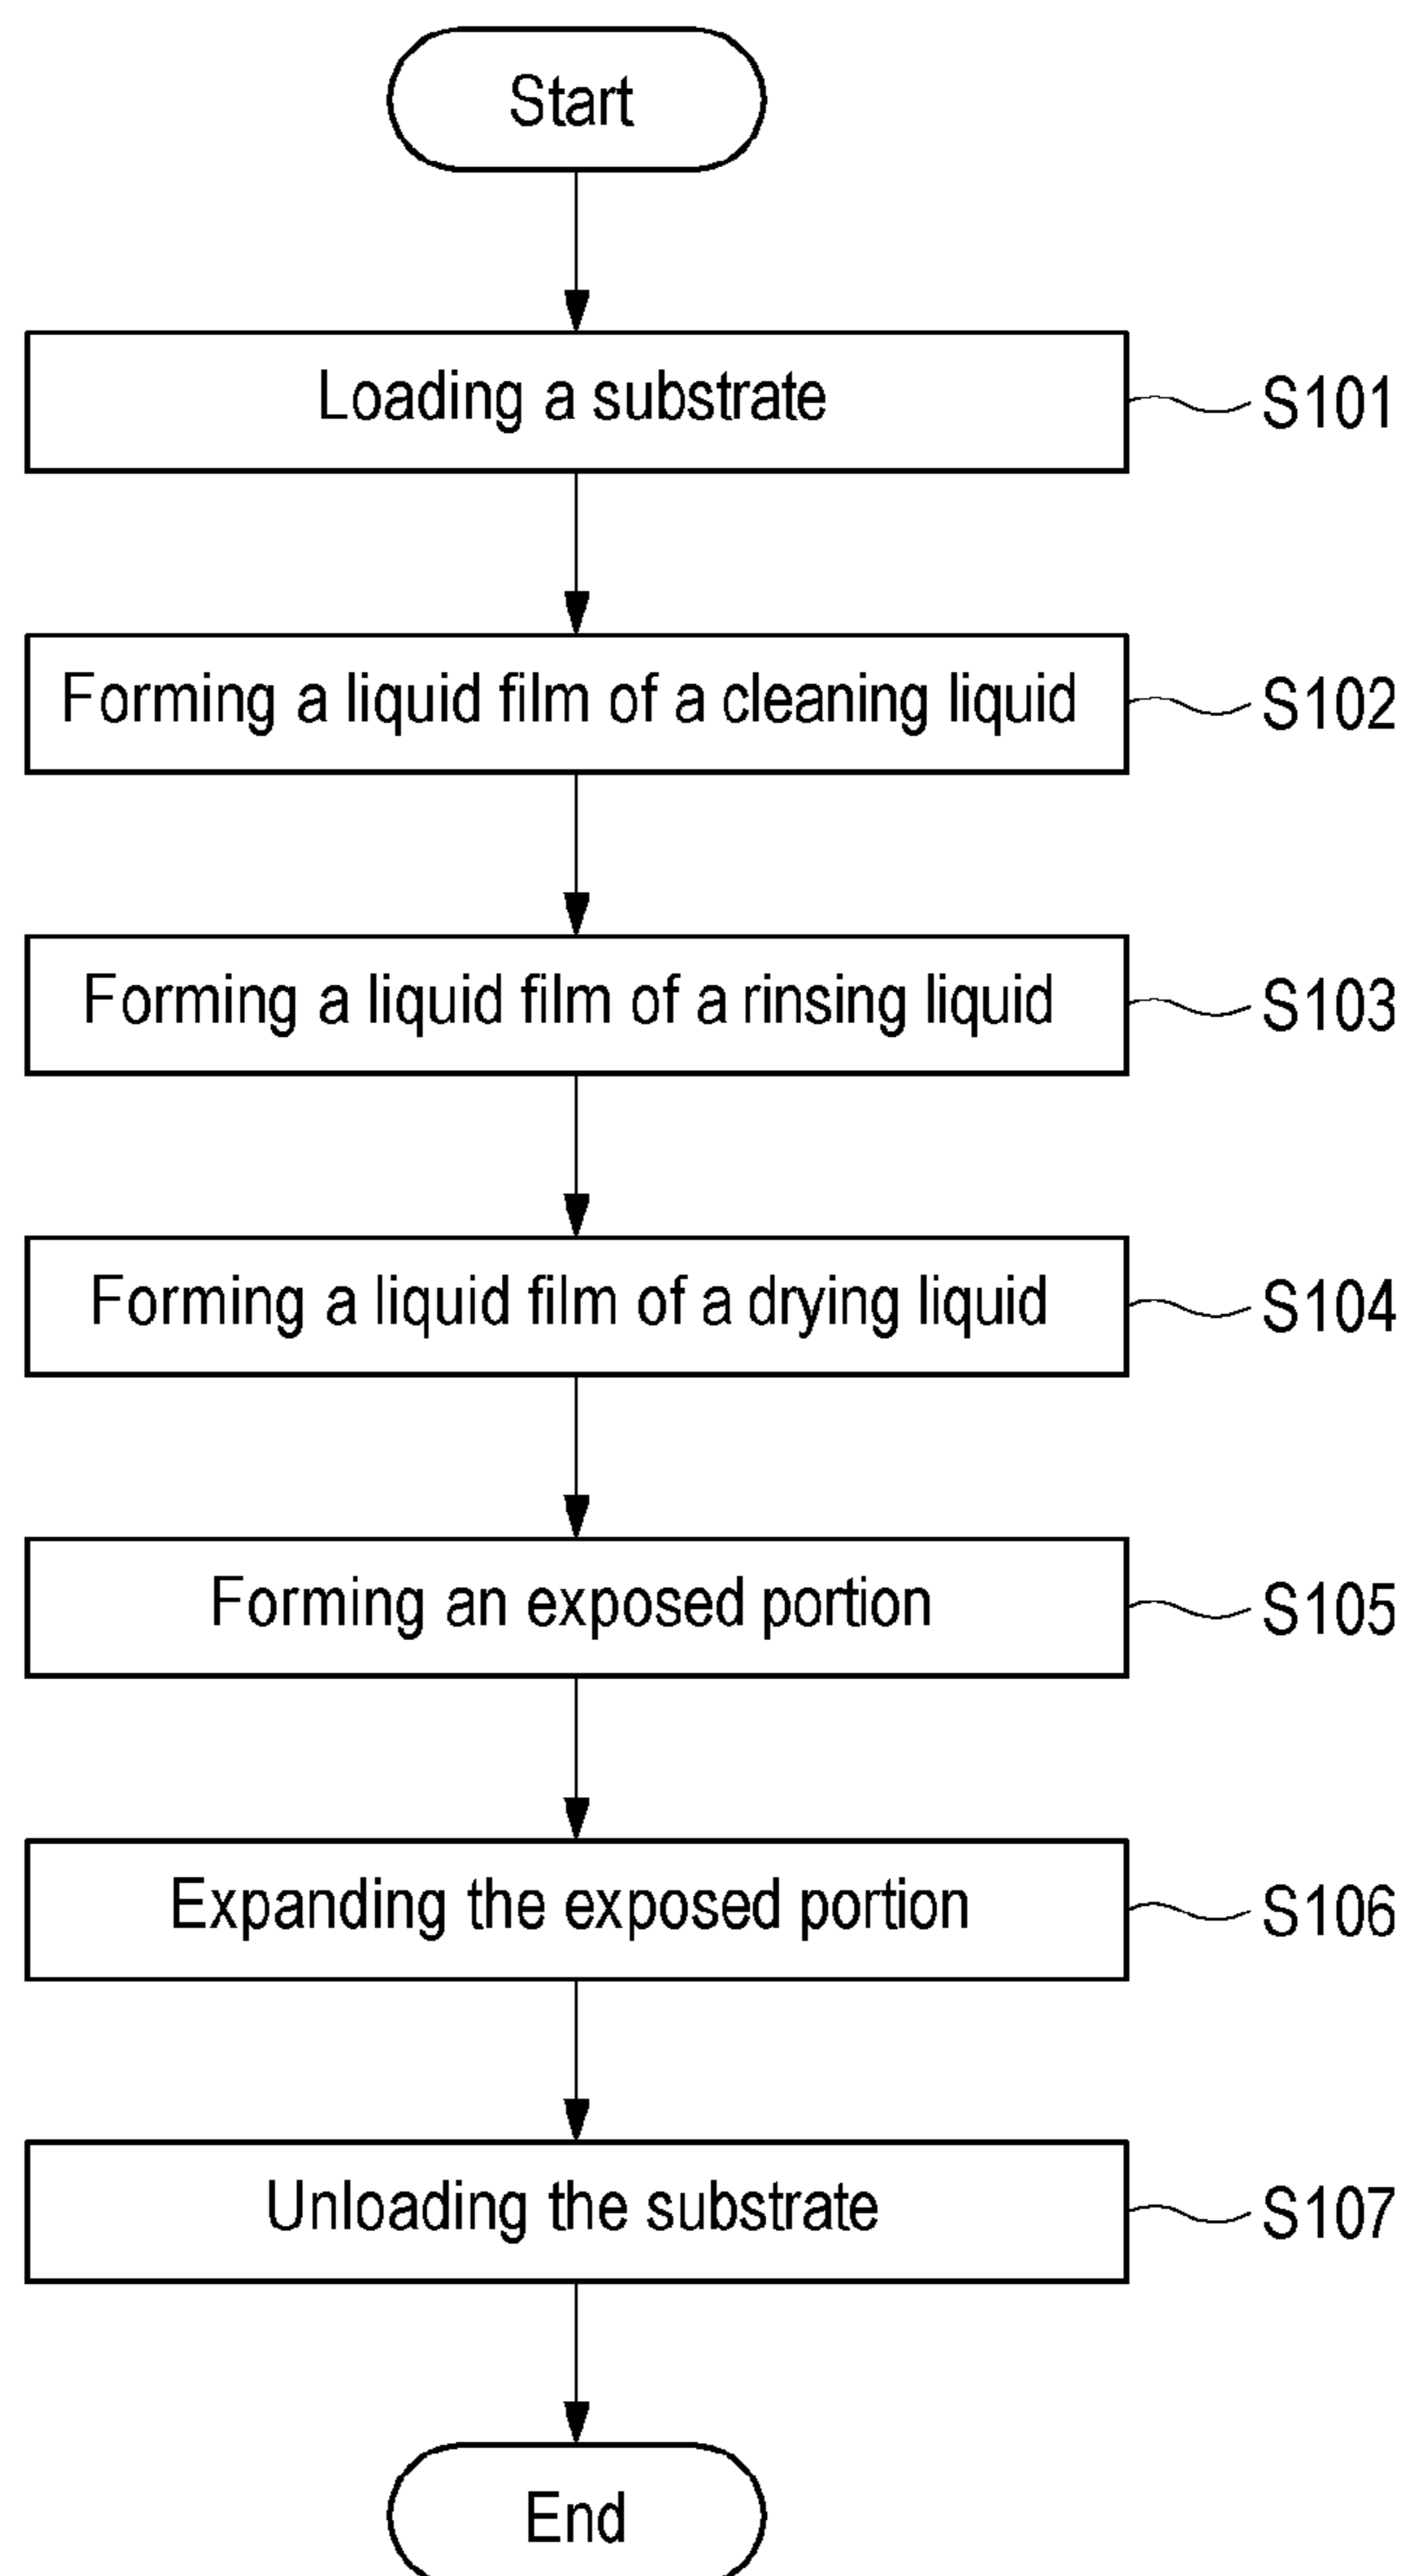 Start
Loading a substrate
S101
Forming a liquid film of a cleaning liquid
S102
Forming a liquid film of a rinsing liquid
S103
Forming a liquid film of a drying liquid
S104
Forming an exposed portion
S105
Expanding the exposed portion
S106
Unloading the substrate
S107
End